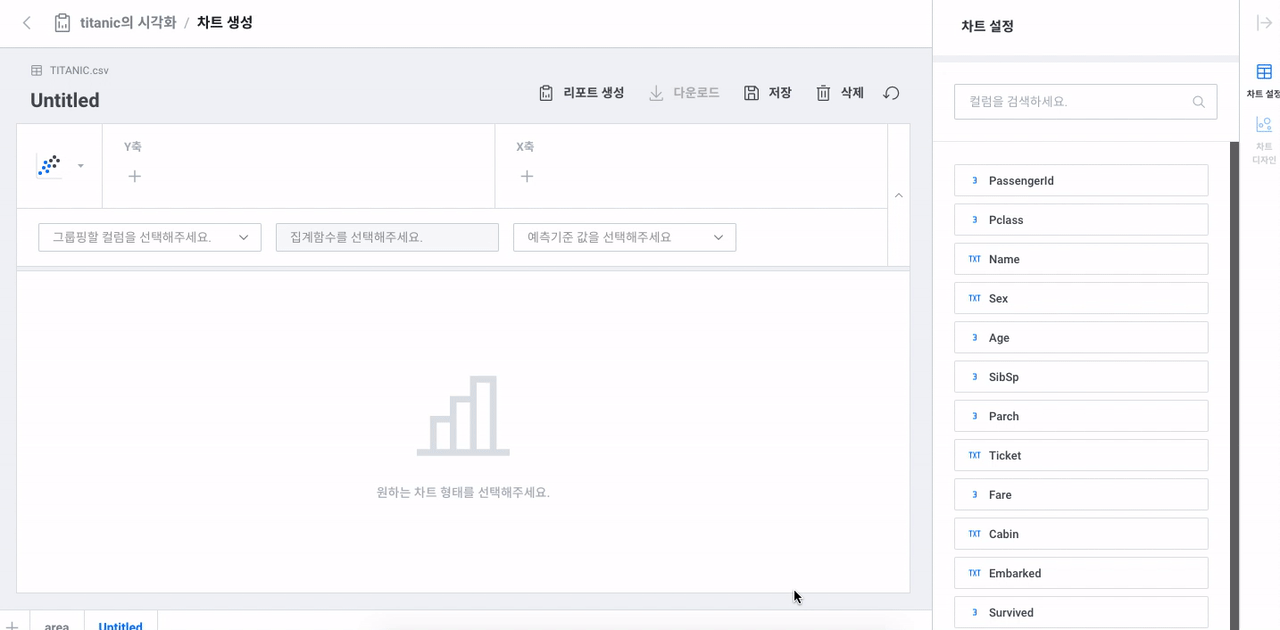 titanic의 시각화 / 차트 생성
TITANIC.csv
Untitled
리포트 생성
다운로드
저장
삭제
Y축
X축
그룹핑할 컬럼을 선택해주세요.
집계함수를 선택해주세요.
예측기준 값을 선택해주세요
원하는 차트 형태를 선택해주세요.
area
Untitled
차트 설정
컬럼을 검색하세요.
3 PassengerId
3 Pclass
TXT Name
TXT Sex
3 Age
3 SibSp
3 Parch
TXT Ticket
3 Fare
TXT Cabin
TXT Embarked
3 Survived
차트 설정
차트
디자인